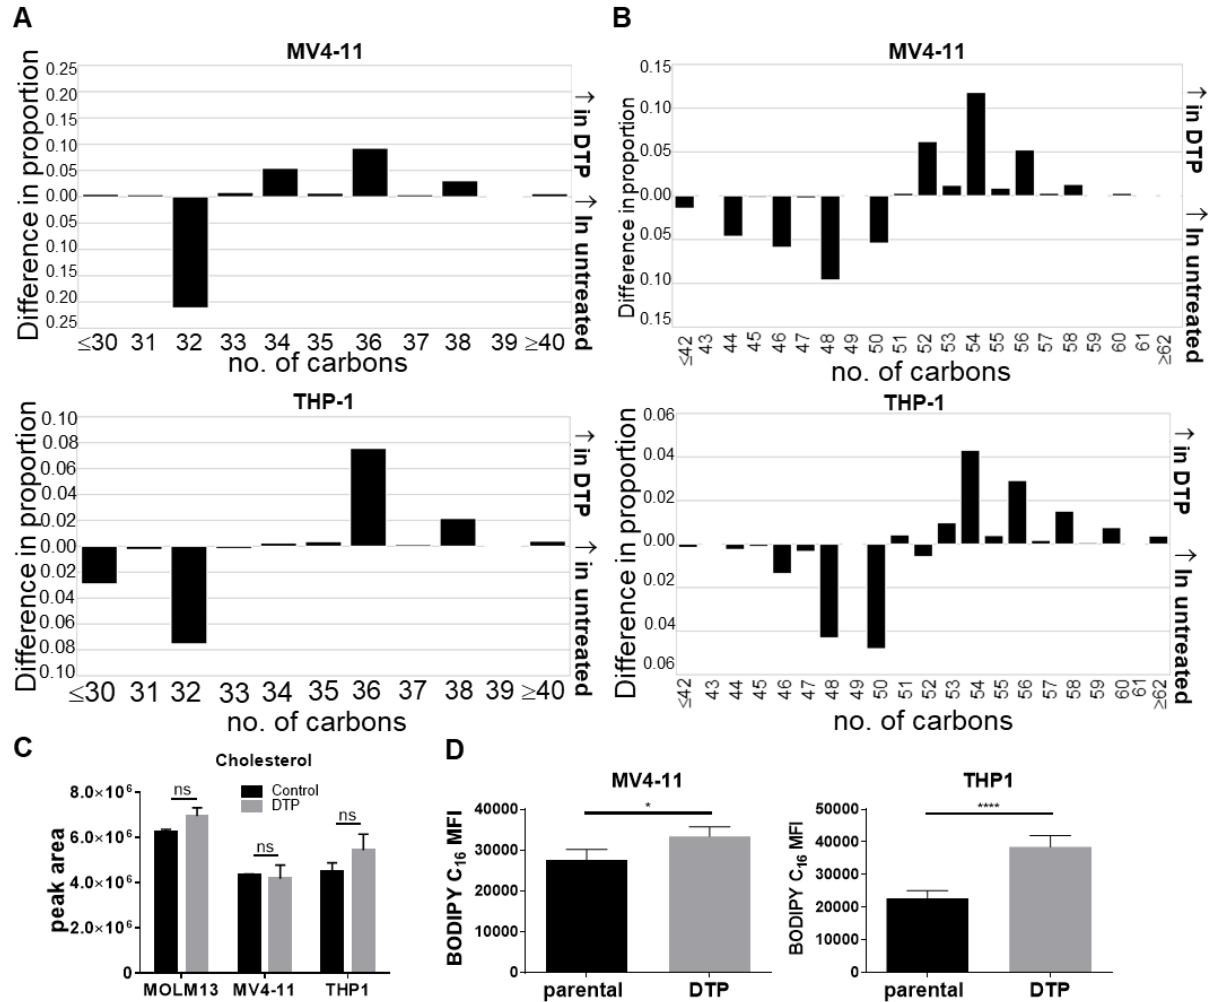 A
MV4-11
Difference in proportion
0.25
0.20
0.15
0.10
0.05
0.00
0.05
0.10
0.15
0.20
0.25
≤30 31 32 33 34 35 36 37 38 39 ≥40
no. of carbons
↑ in DTP
↑ In untreated
THP-1
Difference in proportion
0.10
0.08
0.06
0.04
0.02
0.00
0.02
0.04
0.06
0.08
0.10
≤30 31 32 33 34 35 36 37 38 39 ≥40
no. of carbons
↑ in DTP
↑ in untreated
B
MV4-11
Difference in proportion
0.15
0.10
0.05
0.00
0.05
0.10
0.15
≤42 43 44 45 46 47 48 49 50 51 52 53 54 55 56 57 58 59 60 61 ≥62
no. of carbons
↑ in DTP
↑ In untreated
THP-1
Difference in proportion
0.06
0.04
0.02
0.00
0.02
0.04
0.06
≤42 43 44 45 46 47 48 49 50 51 52 53 54 55 56 57 58 59 60 61 ≥62
no. of carbons
↑ in DTP
↑ In untreated
C
Cholesterol
Control
DTP
peak area
8.0×10⁶
6.0×10⁶
4.0×10⁶
2.0×10⁶
0
ns
ns
ns
MOLM13 MV4-11 THP1
D
MV4-11
BODIPY C₁₆ MFI
40000
30000
20000
10000
0
*
parental DTP
THP1
BODIPY C₁₆ MFI
50000
40000
30000
20000
10000
0
****
parental DTP